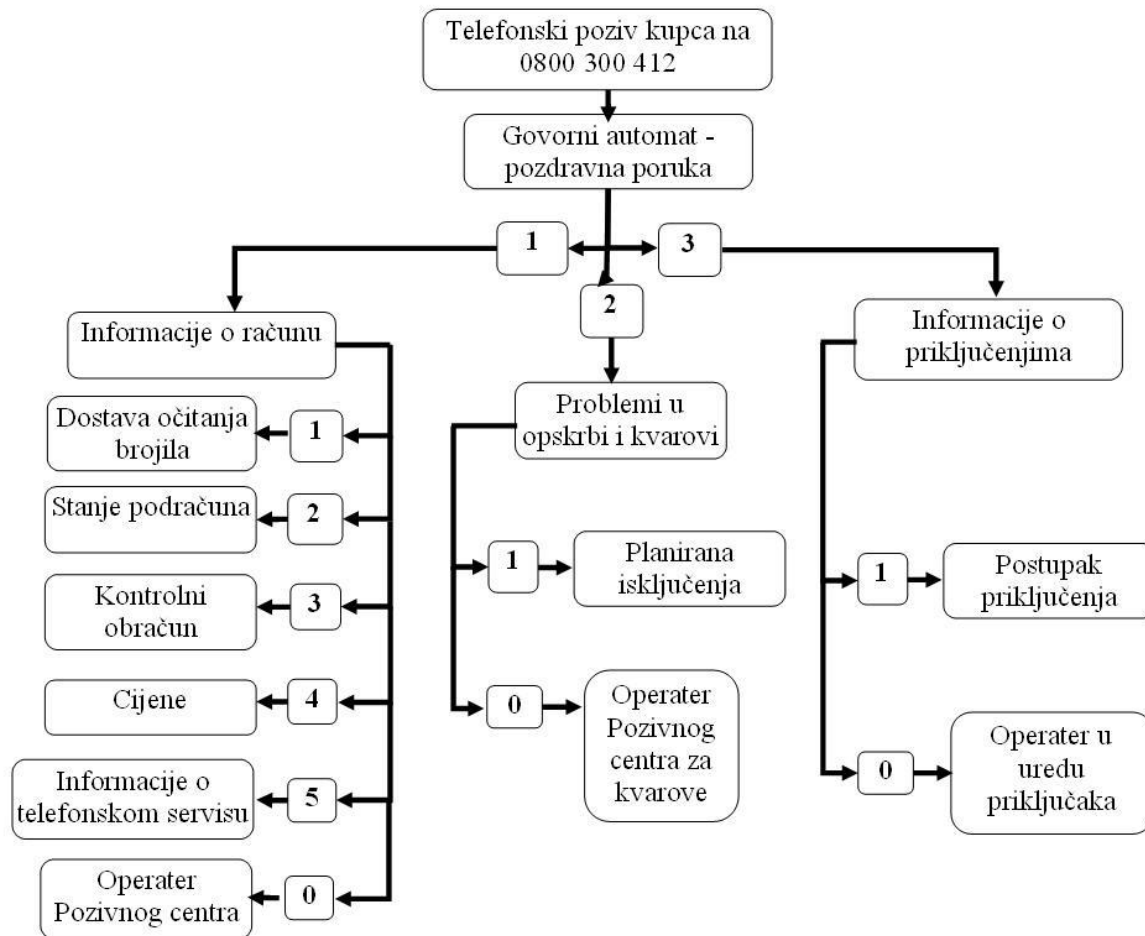 Telefonski poziv kupca na
0800 300 412
Govorni automat -
pozdravna poruka
1
3
2
Informacije o računu
Dostava očitanja
brojila
1
Stanje podračuna
2
Kontrolni
obračun
3
Cijene
4
Informacije o
telefonskom servisu
5
Operater
Pozivnog centra
0
Problemi u
opskrbi i kvarovi
1
Planirana
isključenja
0
Operater
Pozivnog
centra za
kvarove
Informacije o
priključenjima
1
Postupak
priključenja
0
Operater u
uredu
priključaka